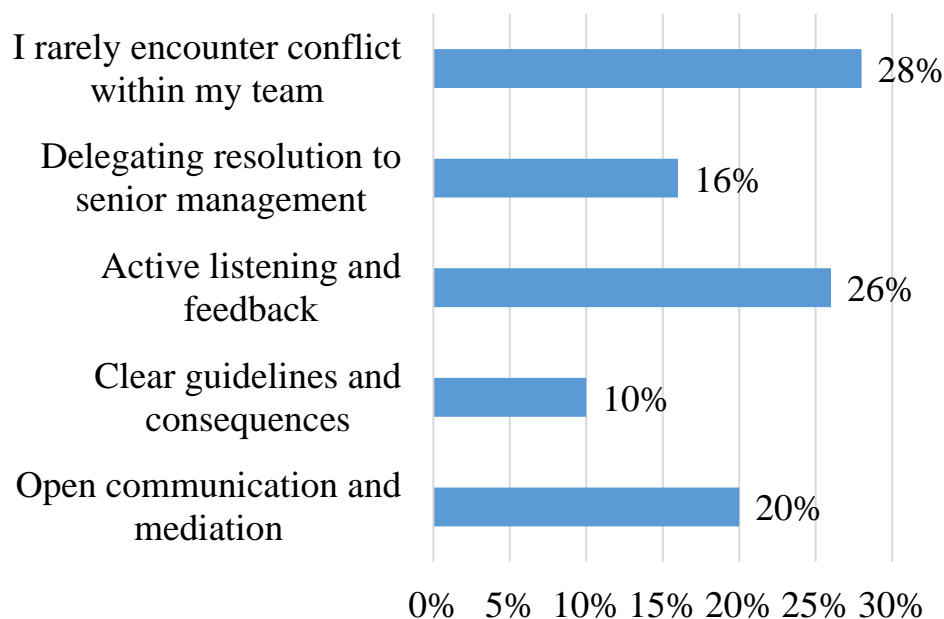 I rarely encounter conflict
within my team
28%
Delegating resolution to
senior management
16%
Active listening and
feedback
26%
Clear guidelines and
consequences
10%
Open communication and
mediation
20%
0% 5% 10% 15% 20% 25% 30%